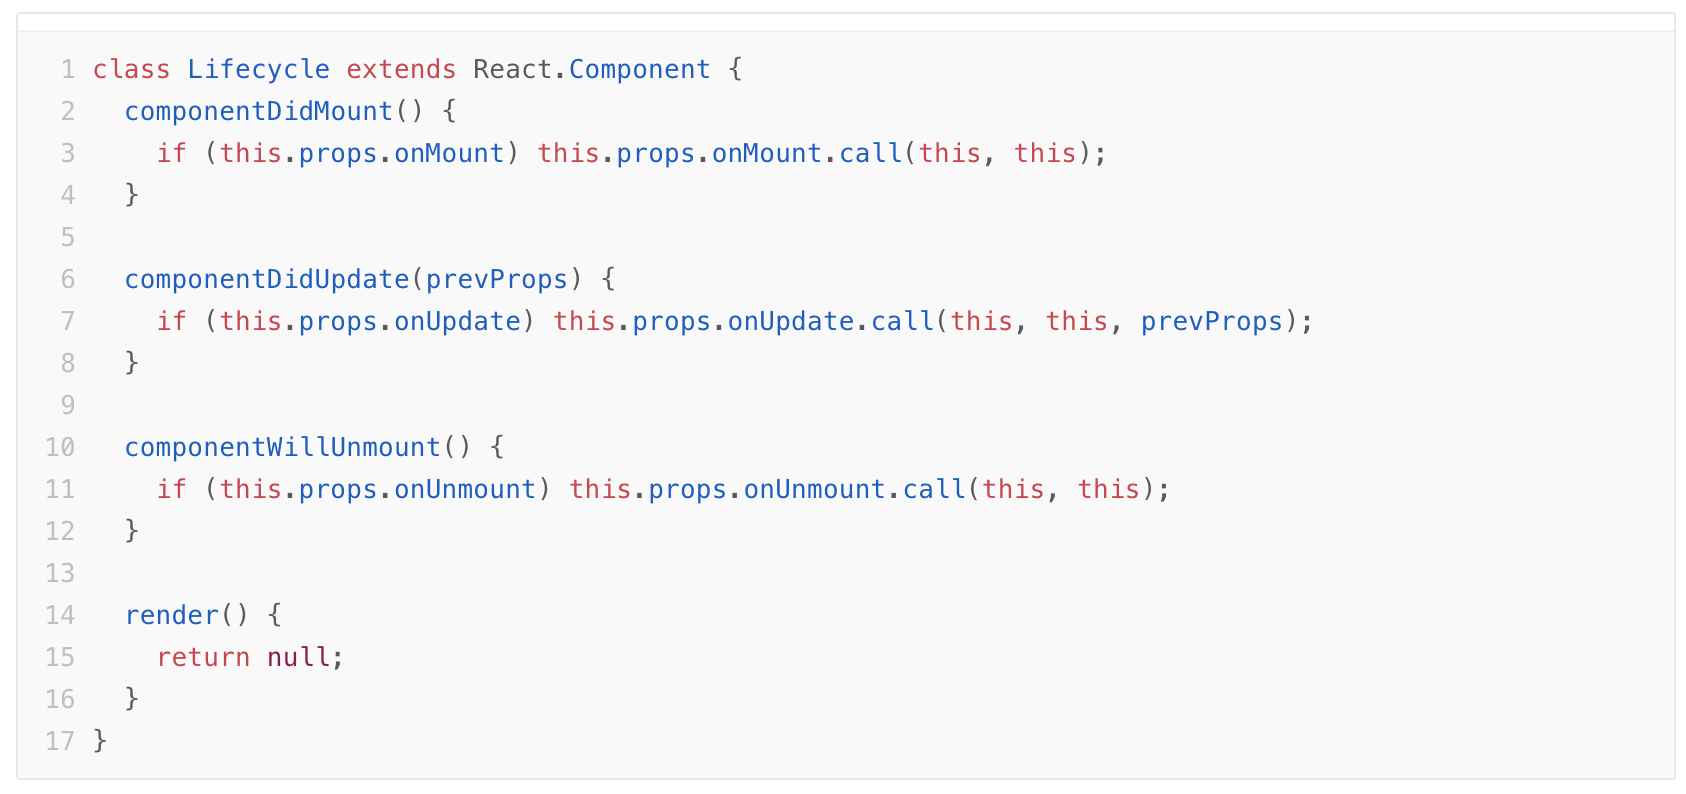 1 class Lifecycle extends React.Component {
2   componentDidMount() {
3     if (this.props.onMount) this.props.onMount.call(this, this);
4   }
5
6   componentDidUpdate(prevProps) {
7     if (this.props.onUpdate) this.props.onUpdate.call(this, this, prevProps);
8   }
9
10   componentWillUnmount() {
11     if (this.props.onUnmount) this.props.onUnmount.call(this, this);
12   }
13
14   render() {
15     return null;
16   }
17 }